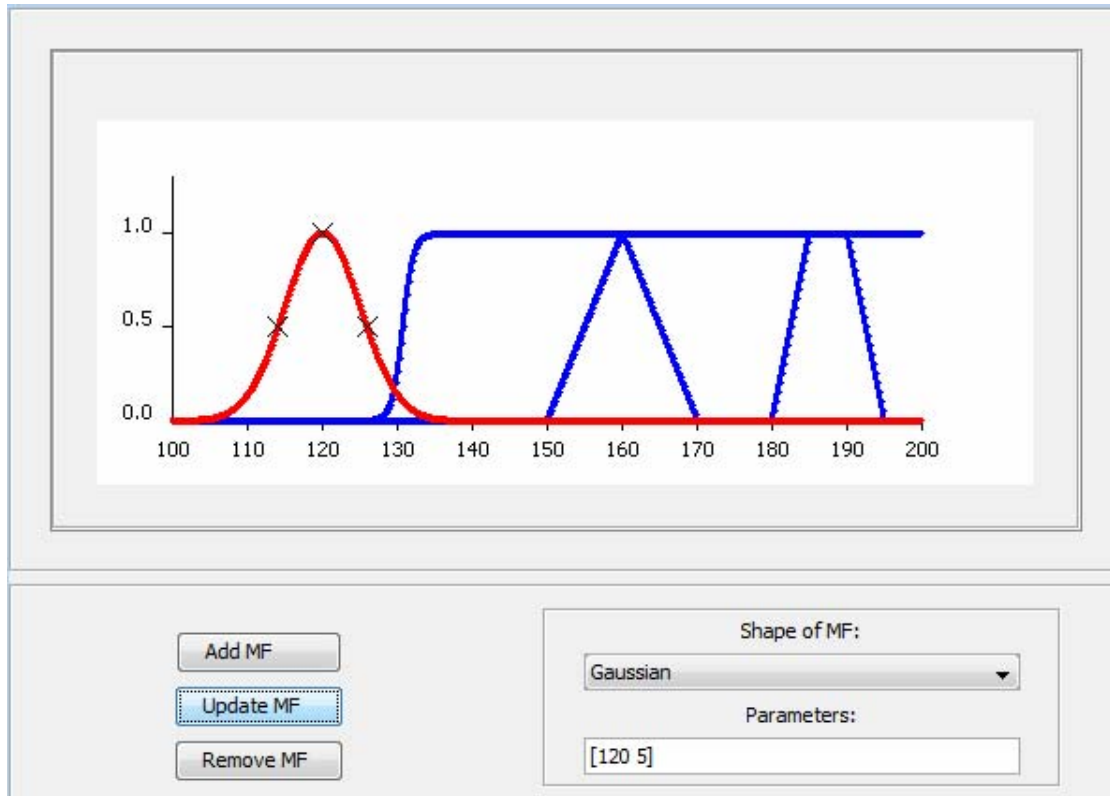 1.0
0.5
0.0
100 110 120 130 140 150 160 170 180 190 200
Add MF
Update MF
Remove MF
Shape of MF:
Gaussian
Parameters:
[120 5]